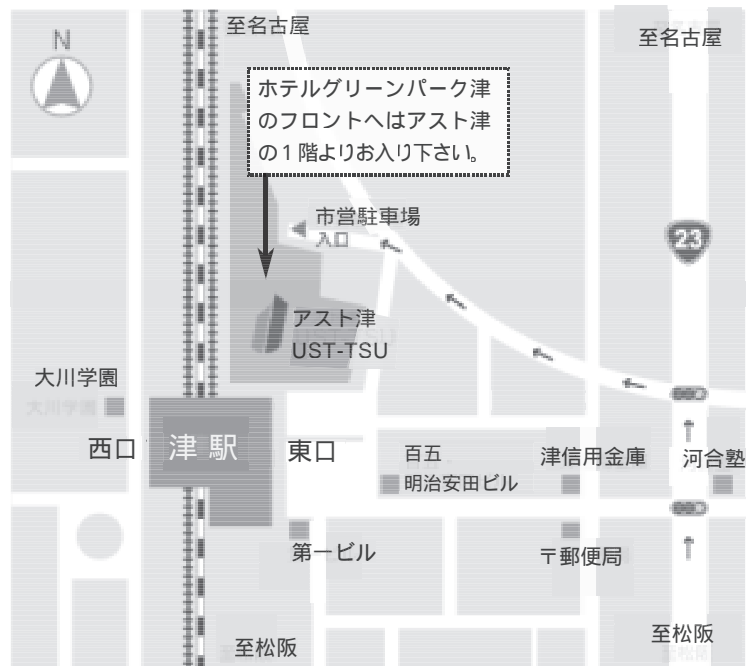 N
至名古屋
至名古屋
ホテルグリーンパーク津
のフロントへはアスト津
の1階よりお入り下さい。
市営駐車場
入口
23
アスト津
UST-TSU
大川学園
大川学園
西口
津駅
東口
百五
明治安田ビル
津信用金庫
河合塾
第一ビル
〒郵便局
至松阪
至松阪